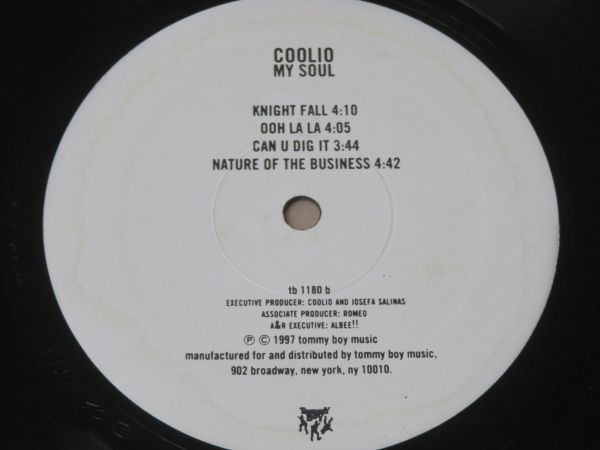 COOLIO
MY SOUL
KNIGHT FALL 4:10
OOH LA LA 4:05
CAN U DIG IT 3:44
NATURE OF THE BUSINESS 4:42
tb 1180 b
EXECUTIVE PRODUCER: COOLIO AND JOSEFA SALINAS
ASSOCIATE PRODUCER: ROMEO
A&R EXECUTIVE: ALBEE!!
Ⓟ © 1997 tommy boy music
manufactured for and distributed by tommy boy music,
902 broadway, new york, ny 10010.